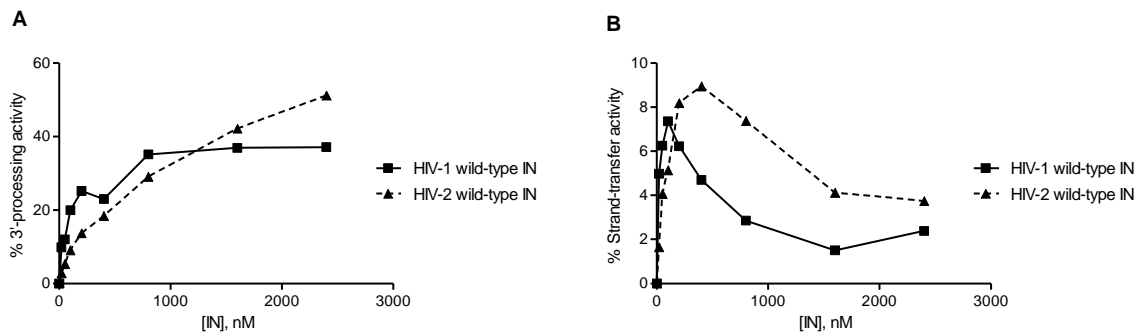 A
% 3'-processing activity
60
40
20
0
0
1000
2000
3000
[IN], nM
HIV-1 wild-type IN
HIV-2 wild-type IN
B
% Strand-transfer activity
10
8
6
4
2
0
0
1000
2000
3000
[IN], nM
HIV-1 wild-type IN
HIV-2 wild-type IN